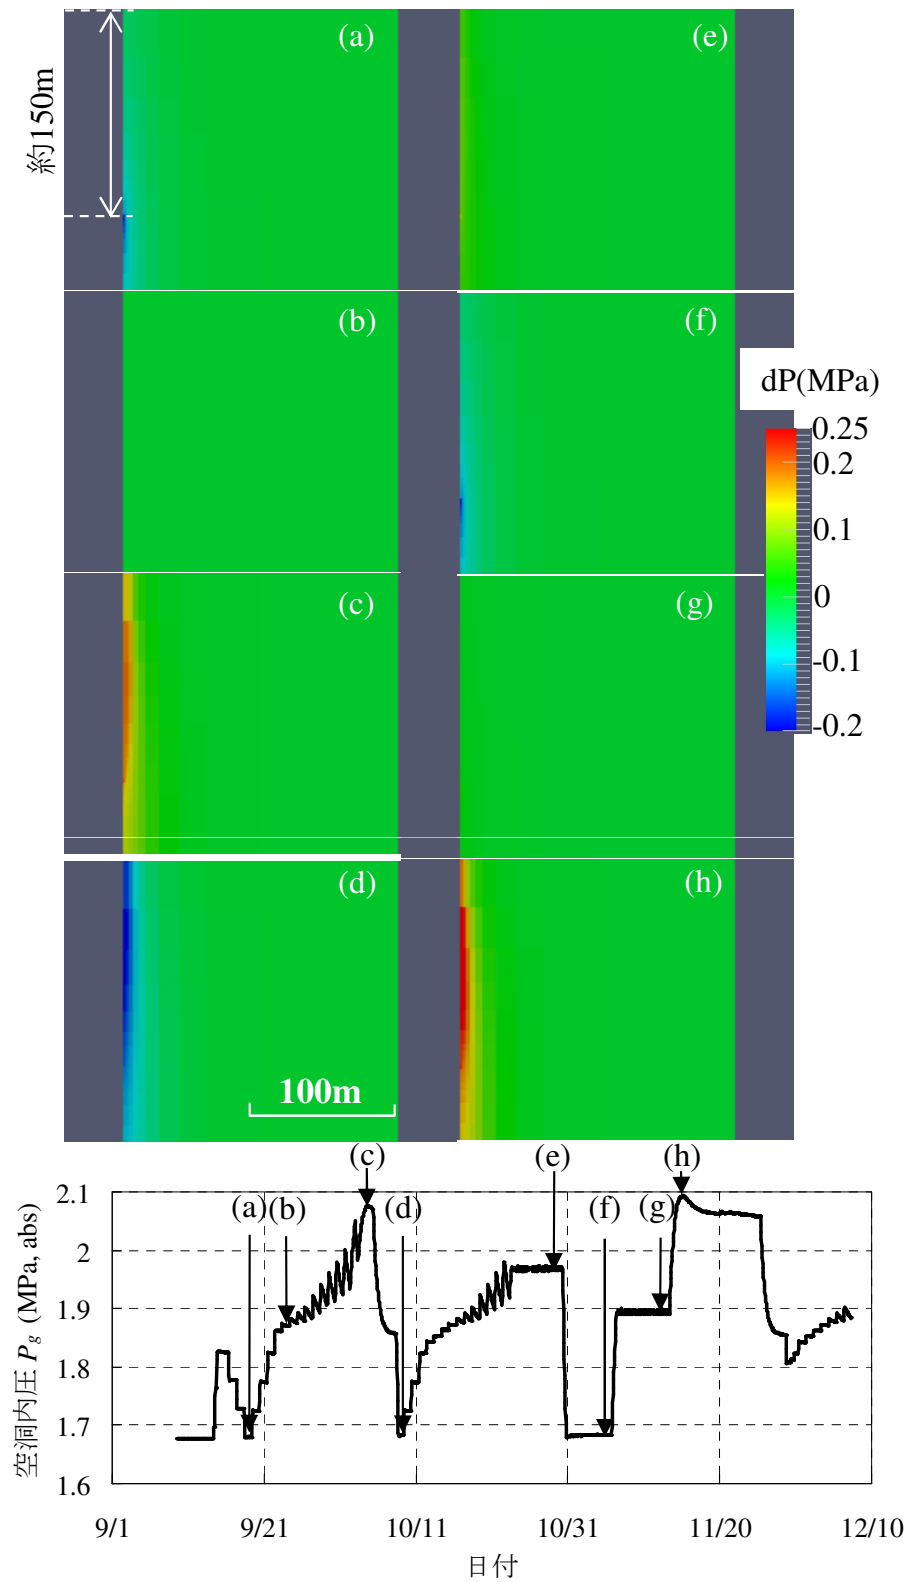 (a)
(e)
約150m
(b)
(f)
dP(MPa)
0.25
0.2
0.1
0
-0.1
-0.2
(c)
(g)
(d)
(h)
100m
(c)
(e)
(h)
(a)
(b)
(d)
(f)
(g)
2.1
2
1.9
1.8
1.7
1.6
空洞内圧 Pg (MPa, abs)
9/1
9/21
10/11
10/31
11/20
12/10
日付